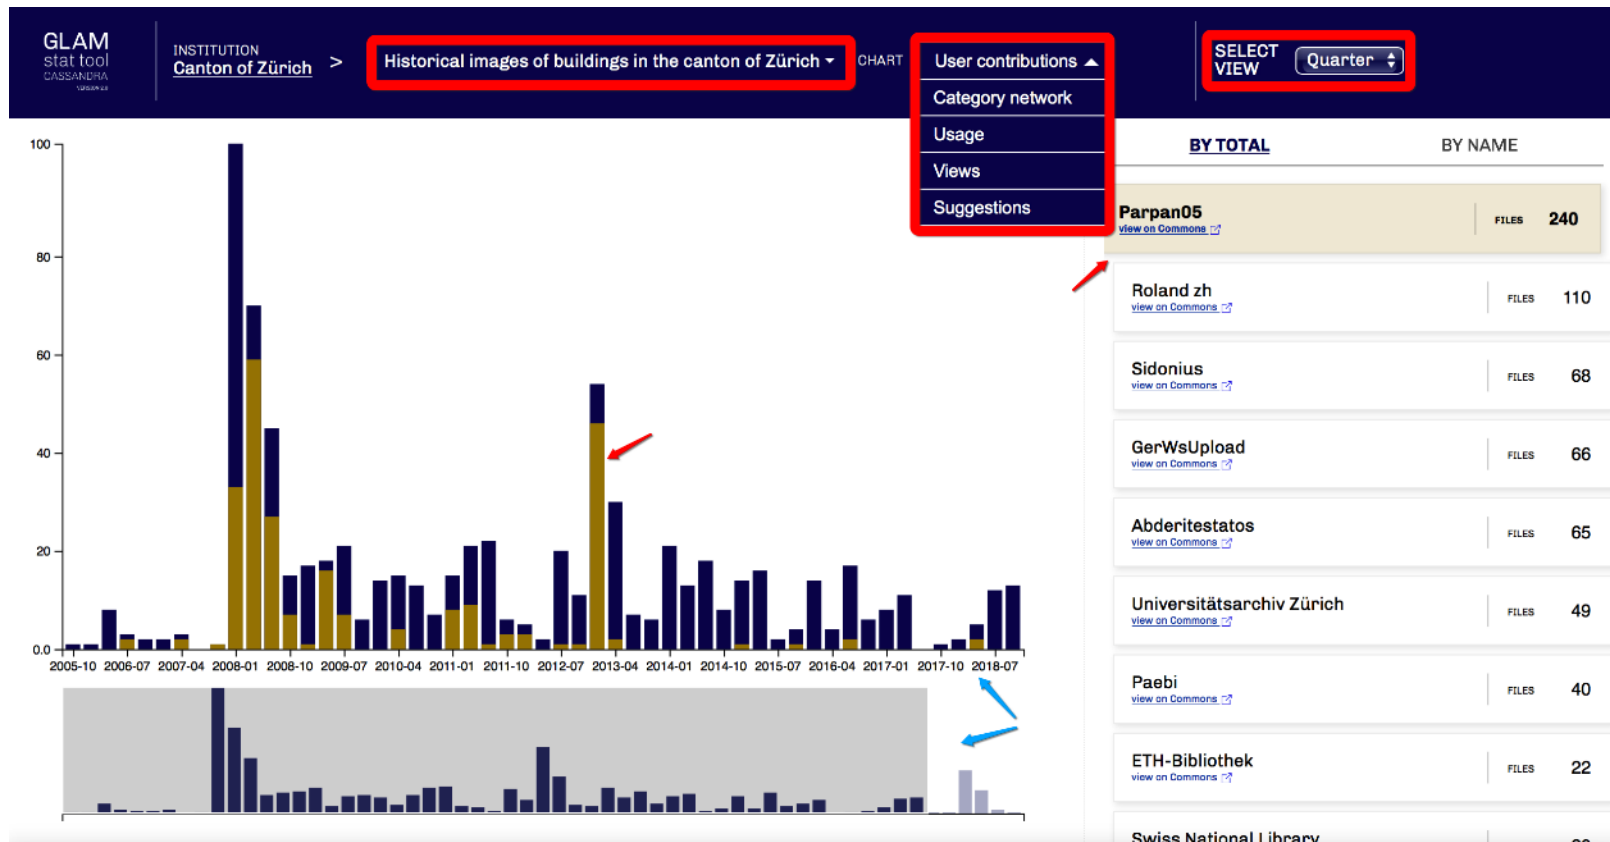 GLAM
stat tool
CASSANDRA
VERSION 2.0
INSTITUTION
Canton of Zürich
>
Historical images of buildings in the canton of Zürich
CHART
User contributions
Category network
Usage
Views
Suggestions
SELECT
VIEW
Quarter
BY TOTAL
BY NAME
Parpan05
view on Commons
FILES 240
Roland zh
view on Commons
FILES 110
Sidonius
view on Commons
FILES 68
GerWsUpload
view on Commons
FILES 66
Abderitestatos
view on Commons
FILES 65
Universitätsarchiv Zürich
view on Commons
FILES 49
Paebi
view on Commons
FILES 40
ETH-Bibliothek
view on Commons
FILES 22
Swiss National Library
100
80
60
40
20
0.0
2005-10 2006-07 2007-04 2008-01 2008-10 2009-07 2010-04 2011-01 2011-10 2012-07 2013-04 2014-01 2014-10 2015-07 2016-04 2017-01 2017-10 2018-07